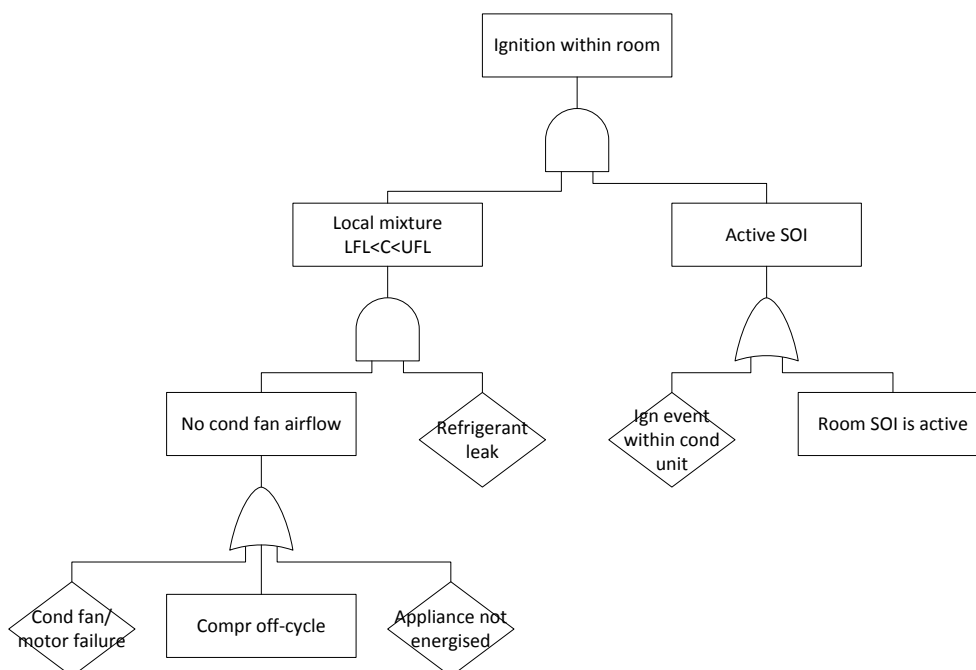 Ignition within room
Local mixture
LFL<C<UFL
Active SOI
No cond fan airflow
Refrigerant
leak
Ign event
within cond
unit
Room SOI is active
Cond fan/
motor failure
Compr off-cycle
Appliance not
energised